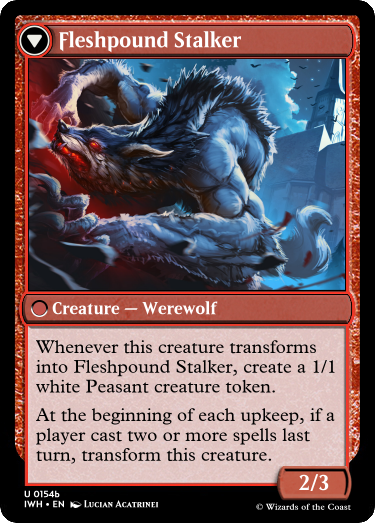 Fleshpound Stalker
Creature — Werewolf
Whenever this creature transforms
into Fleshpound Stalker, create a 1/1
white Peasant creature token.
At the beginning of each upkeep, if a
player cast two or more spells last
turn, transform this creature.
2/3
U 0154b
IWH • EN Lucian Acatrinei
© Wizards of the Coast